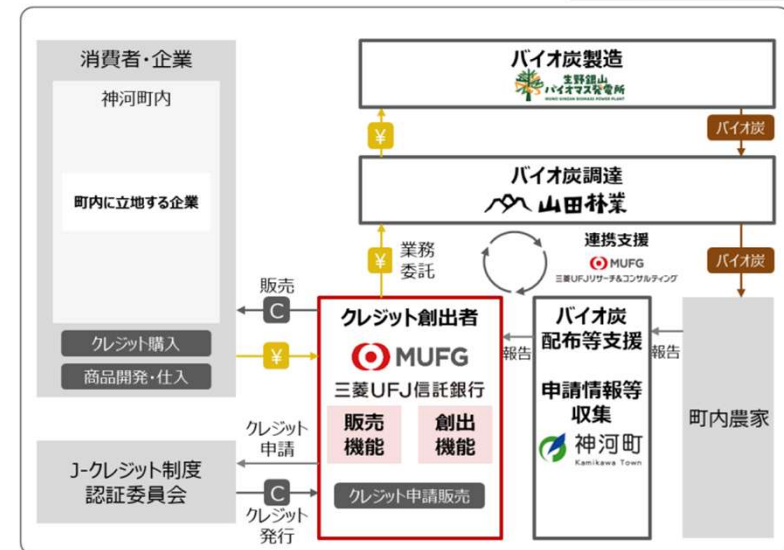 消費者・企業
神河町内
町内に立地する企業
クレジット購入
商品開発・仕入
J-クレジット制度
認証委員会
販売
C
¥
クレジット
申請
C
クレジット
発行
バイオ炭製造
生野銀山
バイオマス発電所
IKUNO GINZAN BIOMASS POWER PLANT
¥
バイオ炭
バイオ炭調達
山田林業
¥
業務
委託
連携支援
MUFG
三菱UFJリサーチ&コンサルティング
バイオ炭
クレジット創出者
MUFG
三菱UFJ信託銀行
販売
機能
創出
機能
クレジット申請販売
報告
バイオ炭
配布等支援
申請情報等
収集
神河町
Kamikawa Town
報告
町内農家